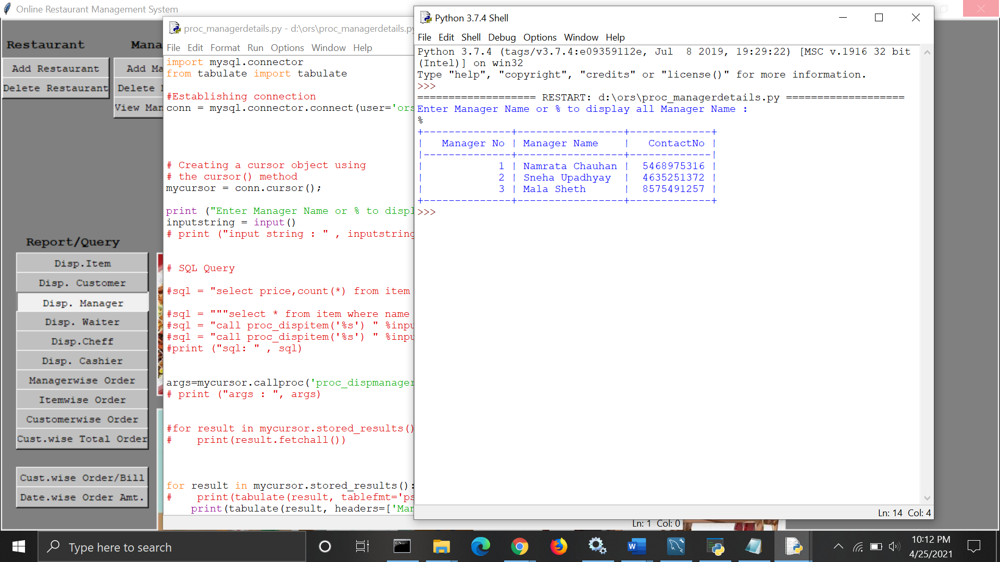 Online Restaurant Management System
Restaurant
Add Restaurant
Delete Restaurant
Mana
Add Ma
Delete
View Man
Report/Query
Disp.Item
Disp. Customer
Disp. Manager
Disp. Waiter
Disp.Cheff
Disp. Cashier
Managerwise Order
Itemwise Order
Customerwise Order
Cust.wise Total Order
Cust.wise Order/Bill
Date.wise Order Amt.
proc_managerdetails.py - d:\ors\proc_managerdetails.py
File Edit Format Run Options Window Help
import mysql.connector
from tabulate import tabulate
#Establishing connection
conn = mysql.connector.connect(user='ors
# Creating a cursor object using
# the cursor() method
mycursor = conn.cursor();
print ("Enter Manager Name or % to displ
inputstring = input()
# print ("input string : " , inputstring
# SQL Query
#sql = "select price,count(*) from item
#sql = """select * from item where name
#sql = "call proc_dispitem('%s') " %inpu
#sql = "call proc_dispitem('%s') " %inpu
#print ("sql: " , sql)
args=mycursor.callproc('proc_dispmanager
# print ("args : ", args)
#for result in mycursor.stored_results()
#    print(result.fetchall())
for result in mycursor.stored_results():
#    print(tabulate(result, tablefmt='ps
    print(tabulate(result, headers=['Man
Ln: 1 Col: 0
Python 3.7.4 Shell
File Edit Shell Debug Options Window Help
Python 3.7.4 (tags/v3.7.4:e09359112e, Jul  8 2019, 19:29:22) [MSC v.1916 32 bit
(Intel)] on win32
Type "help", "copyright", "credits" or "license()" for more information.
>>>
=================== RESTART: d:\ors\proc_managerdetails.py ===================
Enter Manager Name or % to display all Manager Name :
%
+--------------+-----------------+-------------+
|   Manager No | Manager Name    |   ContactNo |
|--------------+-----------------+-------------|
|            1 | Namrata Chauhan |  5468975316 |
|            2 | Sneha Upadhyay  |  4635251372 |
|            3 | Mala Sheth      |  8575491257 |
+--------------+-----------------+-------------+
>>>
Ln: 14 Col: 4
Type here to search
10:12 PM
4/25/2021